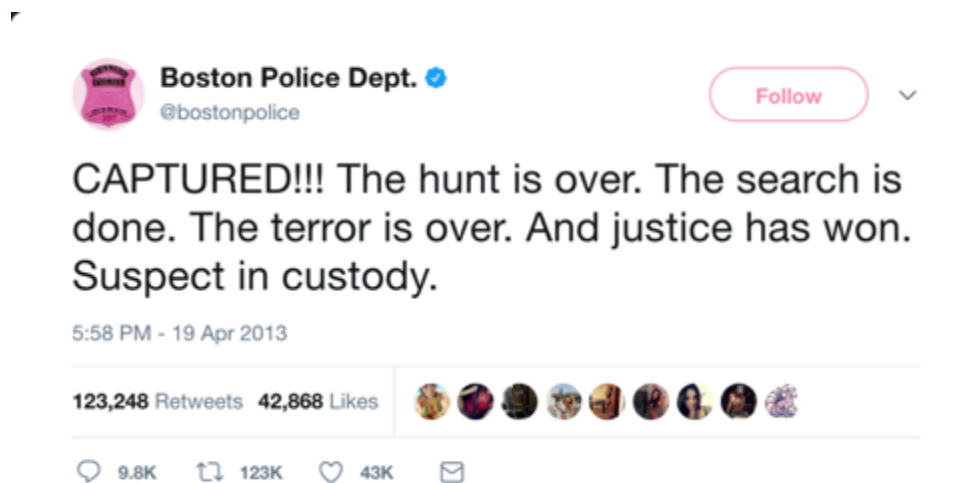 Boston Police Dept.
@bostonpolice
Follow
CAPTURED!!! The hunt is over. The search is
done. The terror is over. And justice has won.
Suspect in custody.
5:58 PM - 19 Apr 2013
123,248 Retweets 42,868 Likes
9.8K 123K 43K